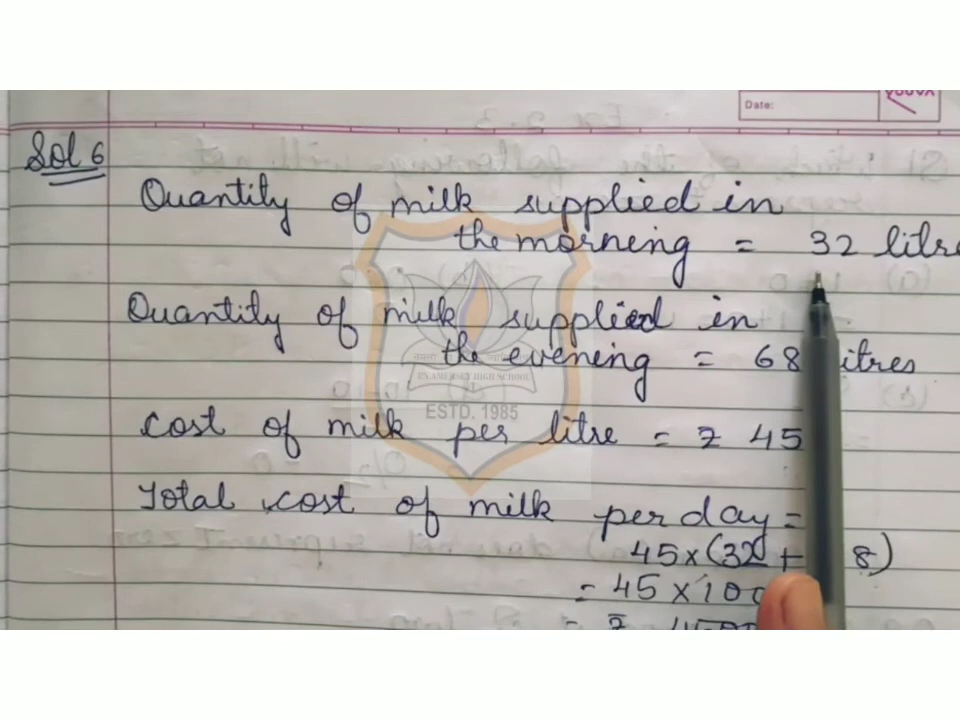 Date:
Sol 6
Quantity of milk supplied in
the morning = 32 litre
Quantity of milk supplied in
the evening = 68 litres
ESTD. 1985
cost of milk per litre = ₹ 45
Total cost of milk per day =
45×(32 + 8)
= 45 × 100
= ₹ 4500